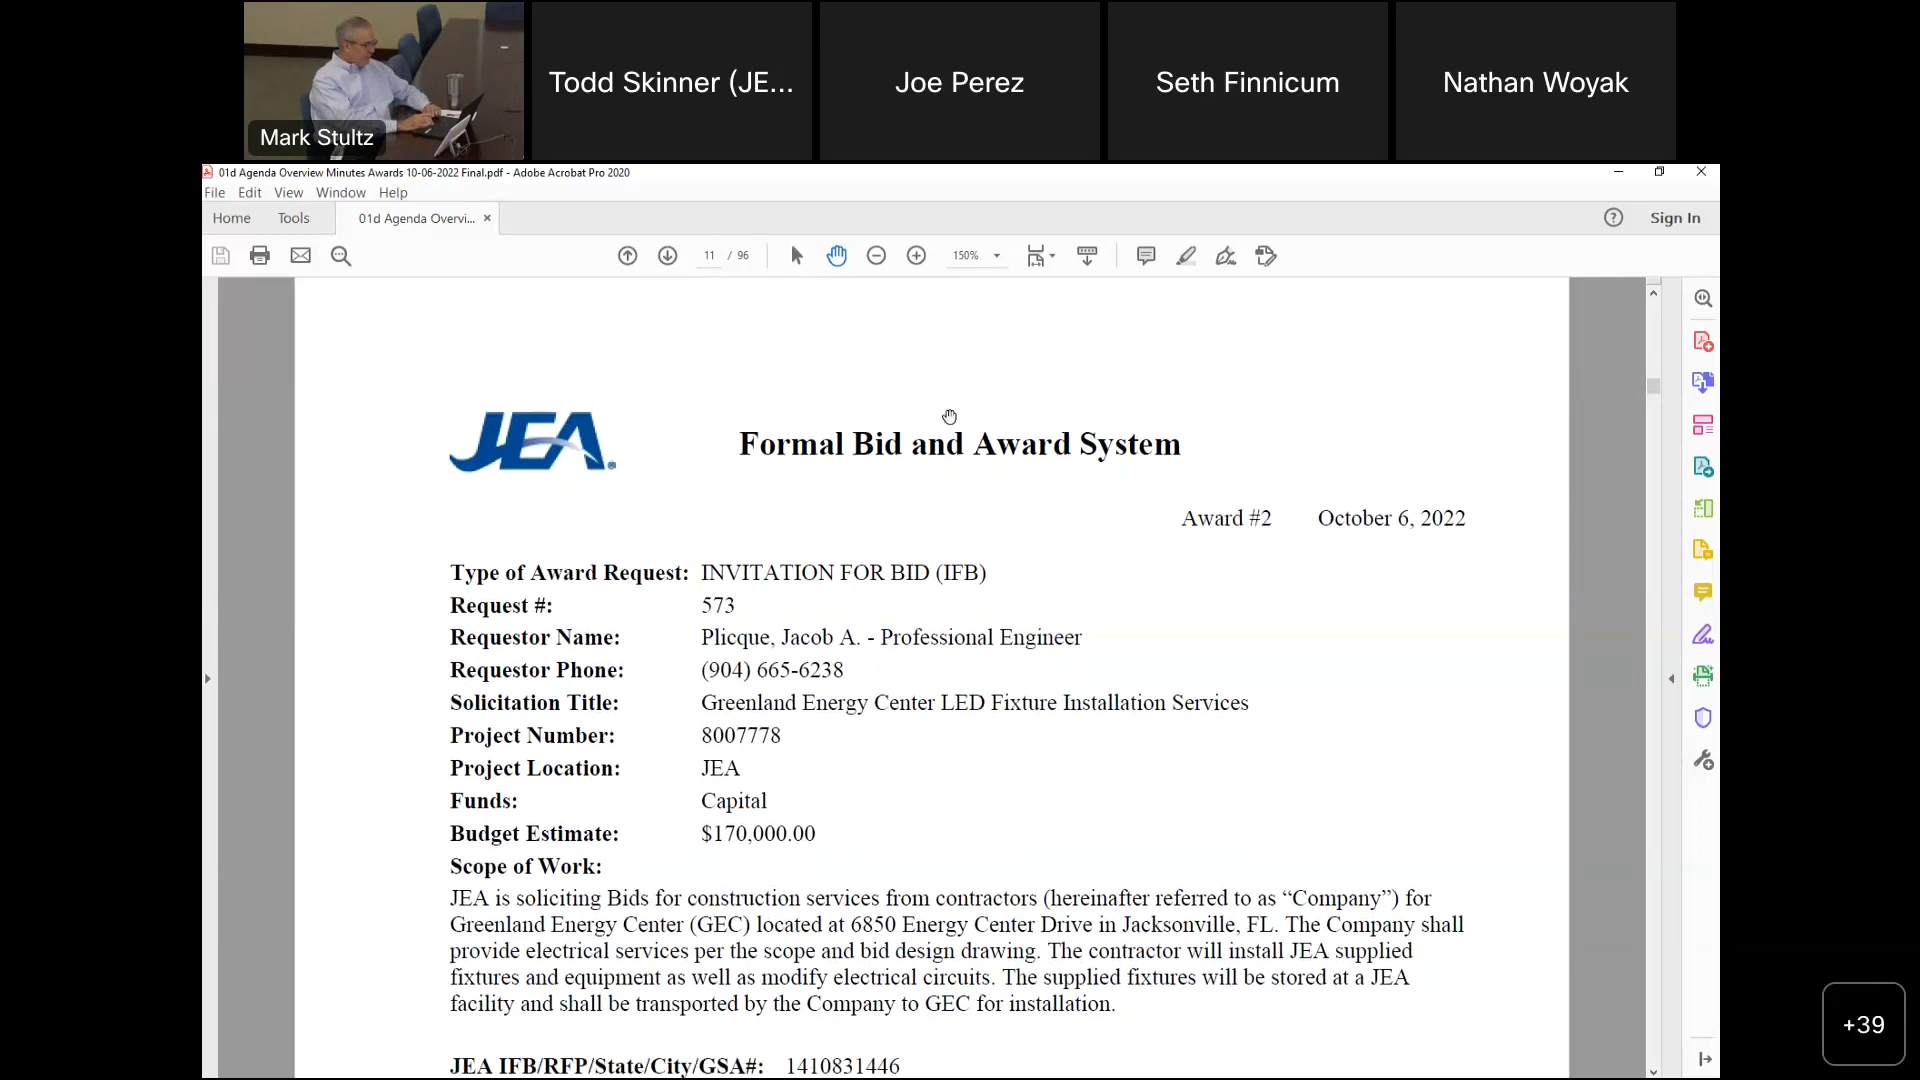 Mark Stultz
Todd Skinner (JE...
Joe Perez
Seth Finnicum
Nathan Woyak
01d Agenda Overview Minutes Awards 10-06-2022 Final.pdf - Adobe Acrobat Pro 2020
File Edit View Window Help
Home Tools 01d Agenda Overvi... × ? Sign In
11 / 96 150%
JEA®
Formal Bid and Award System
Award #2 October 6, 2022
Type of Award Request: INVITATION FOR BID (IFB)
Request #: 573
Requestor Name: Plicque, Jacob A. - Professional Engineer
Requestor Phone: (904) 665-6238
Solicitation Title: Greenland Energy Center LED Fixture Installation Services
Project Number: 8007778
Project Location: JEA
Funds: Capital
Budget Estimate: $170,000.00
Scope of Work:
JEA is soliciting Bids for construction services from contractors (hereinafter referred to as “Company”) for
Greenland Energy Center (GEC) located at 6850 Energy Center Drive in Jacksonville, FL. The Company shall
provide electrical services per the scope and bid design drawing. The contractor will install JEA supplied
fixtures and equipment as well as modify electrical circuits. The supplied fixtures will be stored at a JEA
facility and shall be transported by the Company to GEC for installation.
JEA IFB/RFP/State/City/GSA#: 1410831446
+39